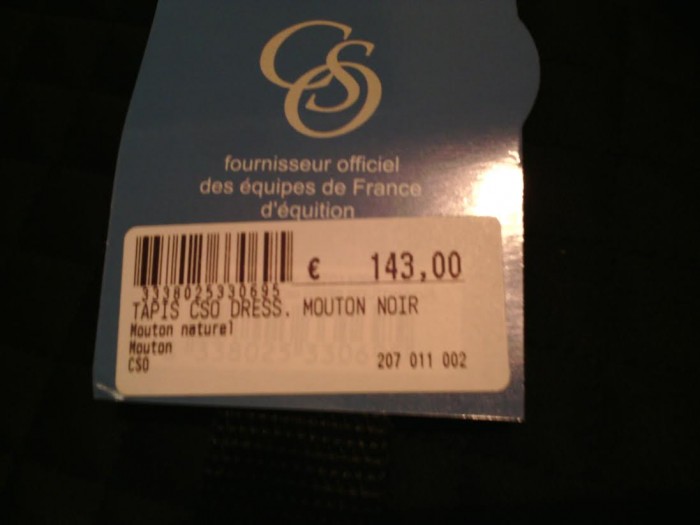 CSO
fournisseur officiel
des équipes de France
d'équition
€ 143,00
3338025330695
TAPIS CSO DRESS. MOUTON NOIR
Mouton naturel
Mouton
CSO 207 011 002